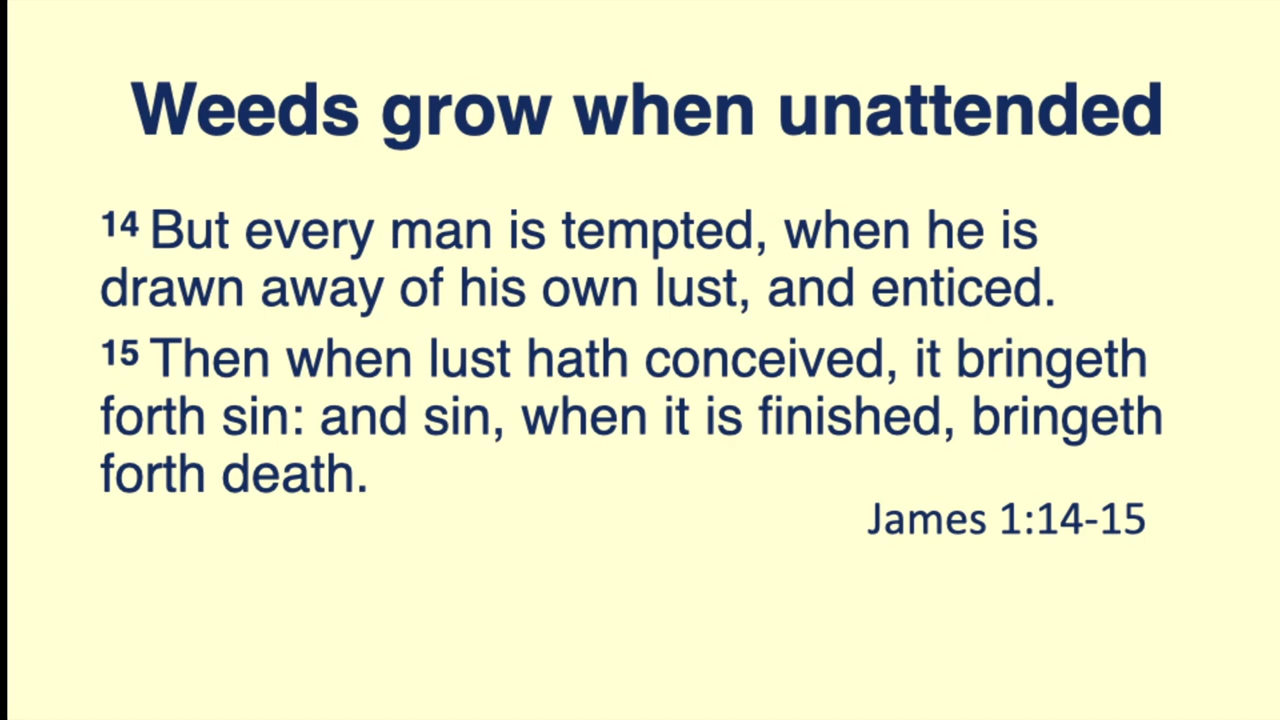 Weeds grow when unattended
14 But every man is tempted, when he is
drawn away of his own lust, and enticed.
15 Then when lust hath conceived, it bringeth
forth sin: and sin, when it is finished, bringeth
forth death.
James 1:14-15